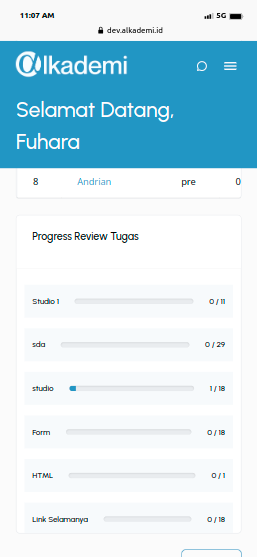 11:07 AM
5G
dev.alkademi.id
Alkademi
Selamat Datang,
Fuhara
8 Andrian pre 0
Progress Review Tugas
Studio 1 0 / 11
sda 0 / 29
studio 1 / 18
Form 0 / 18
HTML 0 / 1
Link Selamanya 0 / 18